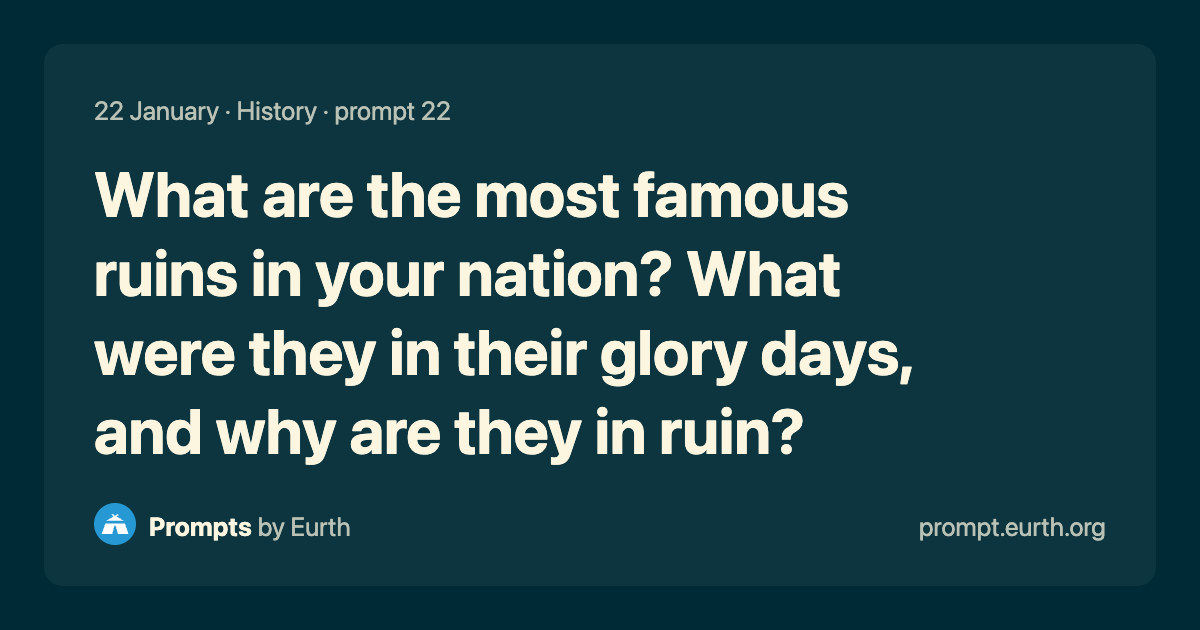 22 January · History · prompt 22
What are the most famous
ruins in your nation? What
were they in their glory days,
and why are they in ruin?
Prompts by Eurth
prompt.eurth.org